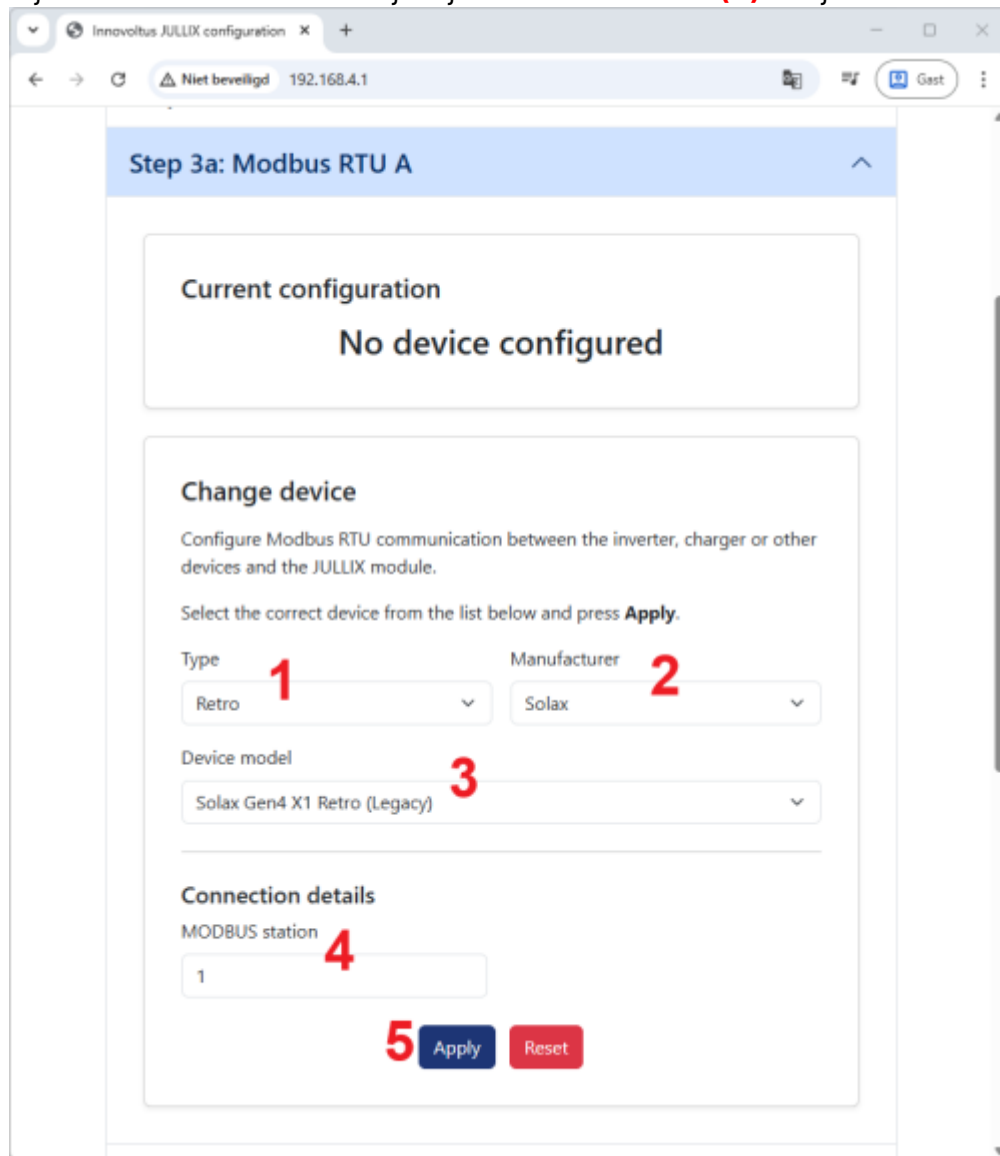 Innovoltus JULLIX configuration
Niet beveiligd 192.168.4.1
Gast
Step 3a: Modbus RTU A
Current configuration
No device configured
Change device
Configure Modbus RTU communication between the inverter, charger or other
devices and the JULLIX module.
Select the correct device from the list below and press Apply.
Type 1
Manufacturer 2
Retro
Solax
Device model 3
Solax Gen4 X1 Retro (Legacy)
Connection details
MODBUS station 4
1
5 Apply Reset